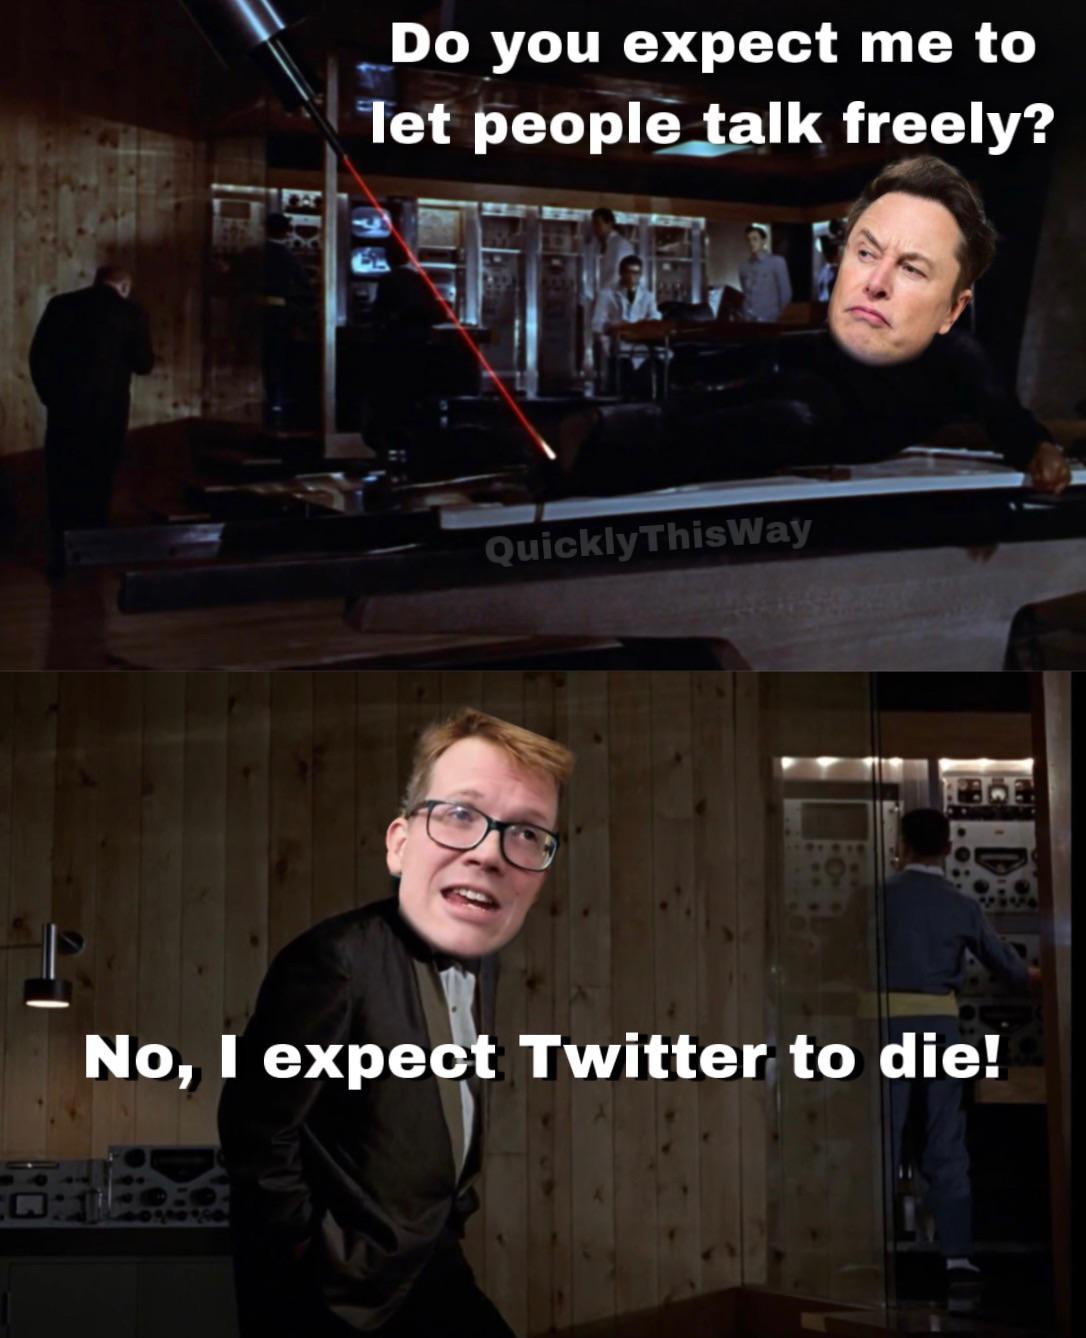 Do you expect me to
let people talk freely?
QuicklyThisWay
No, I expect Twitter to die!